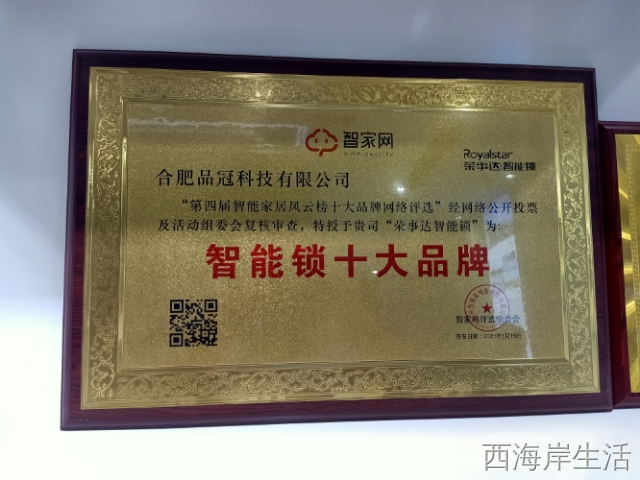 智家网
Royalstar
荣事达智能锁
合肥品冠科技有限公司
“第四届智能家居风云榜十大品牌网络评选”经网络公开投票
及活动组委会复核审查，特授予贵司“荣事达智能锁”为：
智能锁十大品牌
智家网评选组委会
西海岸生活